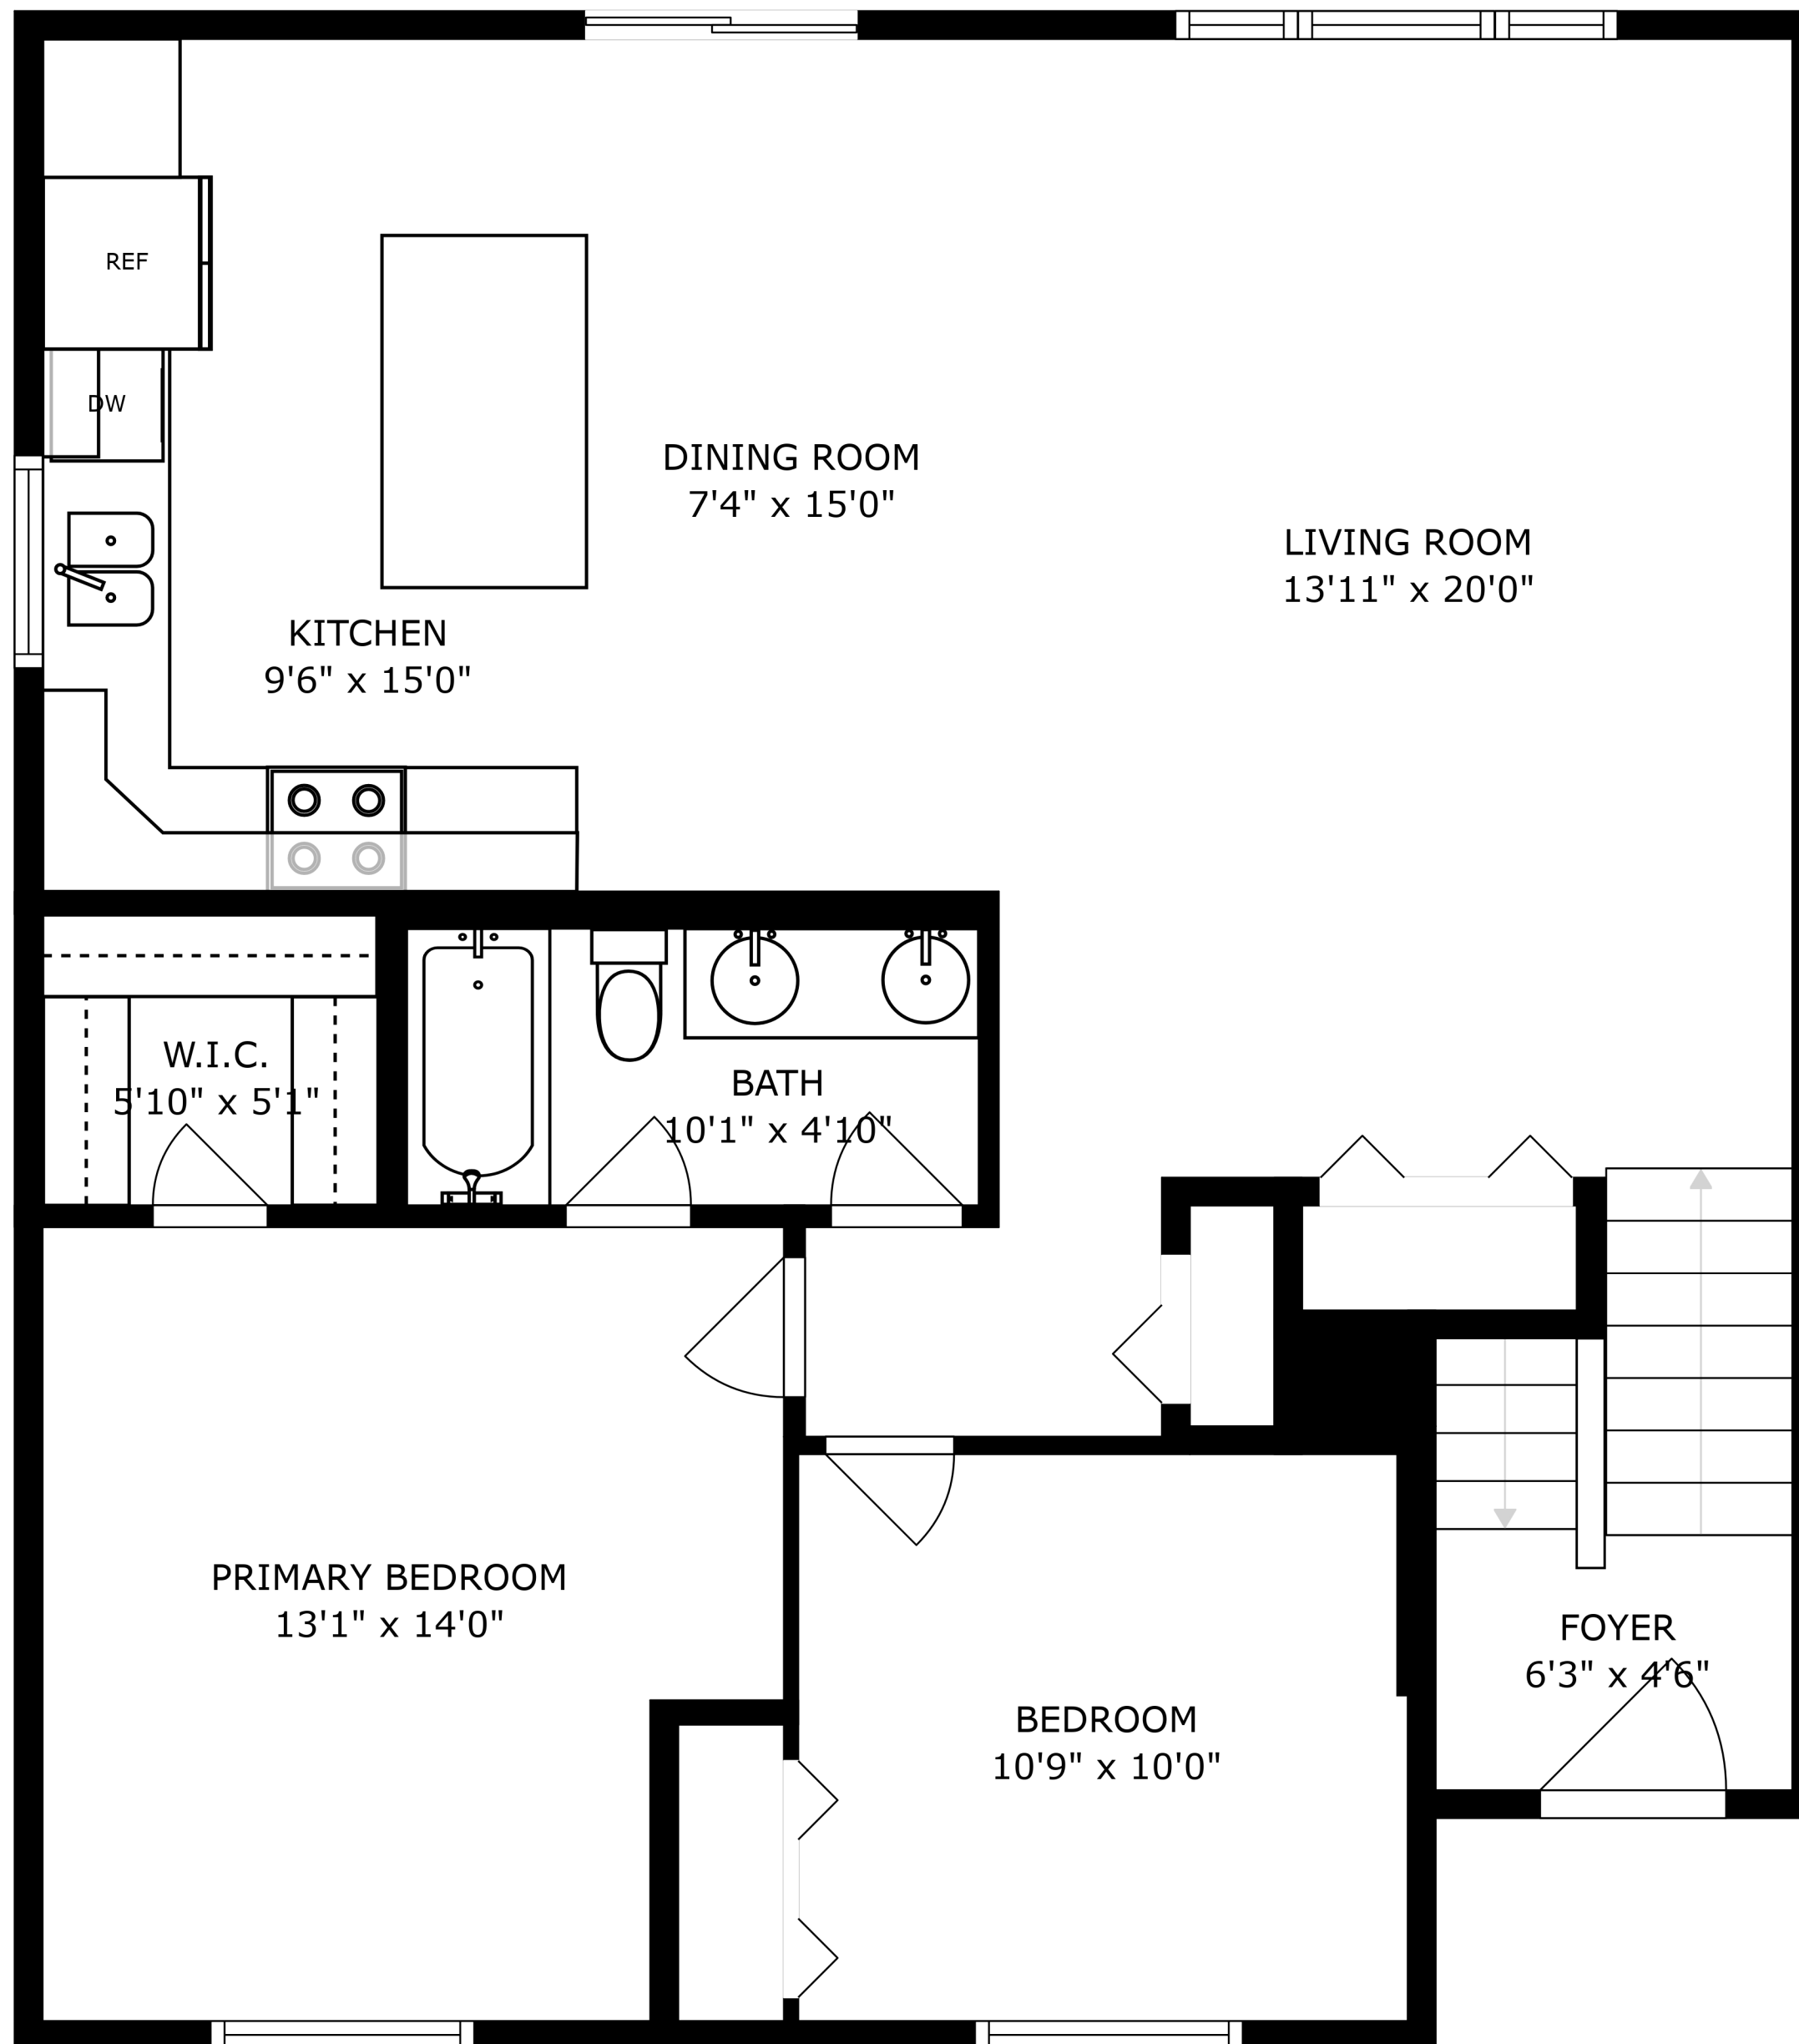 REF
DW
DINING ROOM
7'4" x 15'0"
LIVING ROOM
13'11" x 20'0"
KITCHEN
9'6" x 15'0"
W.I.C.
5'10" x 5'1"
BATH
10'1" x 4'10"
PRIMARY BEDROOM
13'1" x 14'0"
FOYER
6'3" x 4'6"
BEDROOM
10'9" x 10'0"